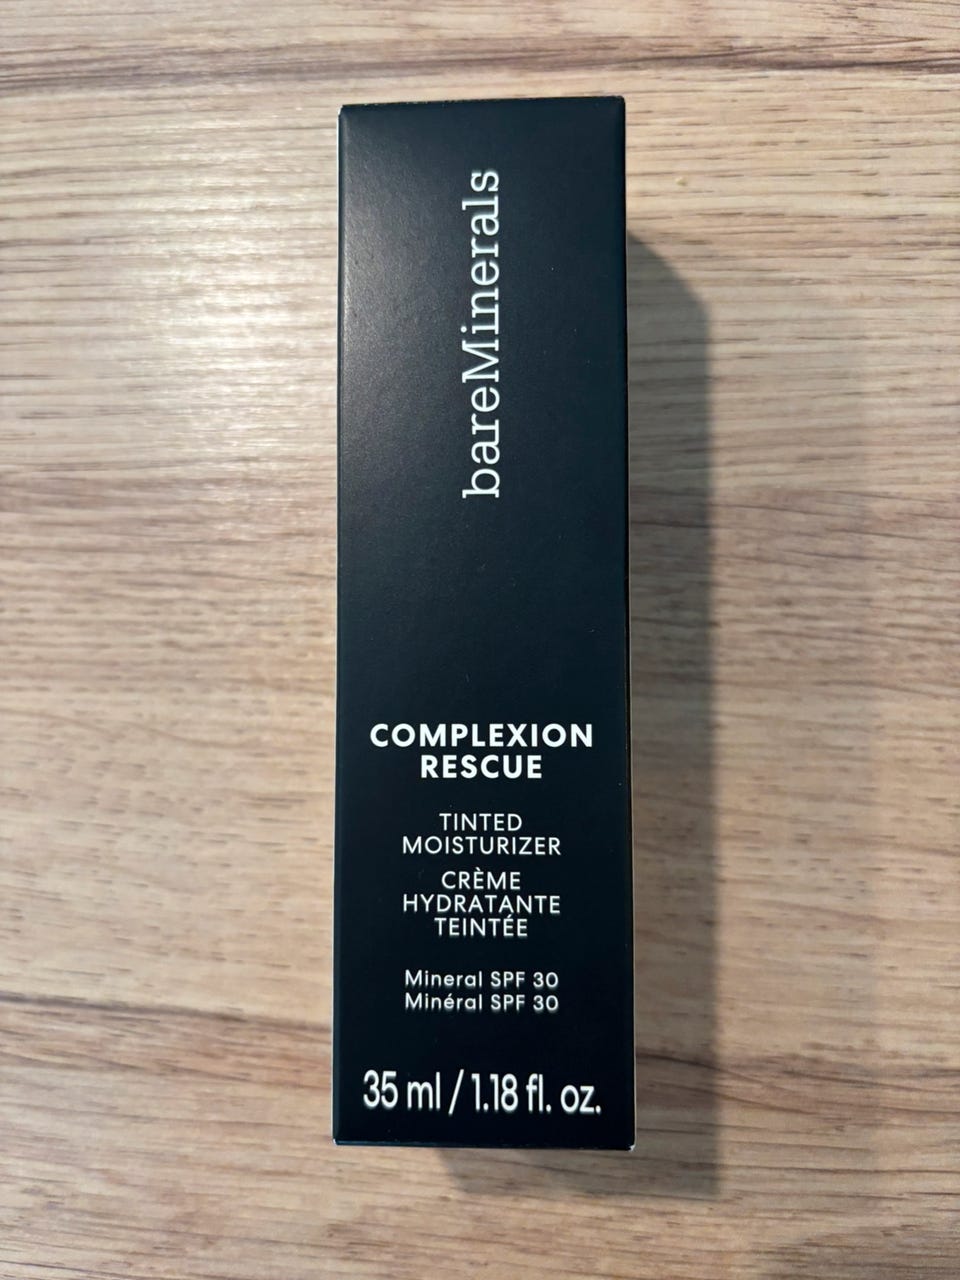 bareMinerals
COMPLEXION
RESCUE
TINTED
MOISTURIZER
CRÈME
HYDRATANTE
TEINTÉE
Mineral SPF 30
Minéral SPF 30
35 ml / 1.18 fl. oz.